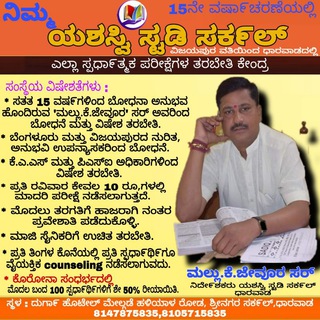 ನಿಮ್ಮ
15ನೇ ವರ್ಷಾಚರಣೆಯಲ್ಲಿ
ಯಶಸ್ವಿ ಸ್ಟಡಿ ಸರ್ಕಲ್
ವಿಜಯಪುರ ವತಿಯಿಂದ ಧಾರವಾಡದಲ್ಲಿ
ಎಲ್ಲಾ ಸ್ಪರ್ಧಾತ್ಮಕ ಪರೀಕ್ಷೆಗಳ ತರಬೇತಿ ಕೇಂದ್ರ
ಸಂಸ್ಥೆಯ ವಿಶೇಷತೆಗಳು :
• ಸತತ 15 ವರ್ಷಗಳಿಂದ ಬೋಧನಾ ಅನುಭವ
ಹೊಂದಿರುವ 'ಮಲ್ಲು.ಕೆ.ಜೇವೂರ' ಸರ್ ಅವರಿಂದ
ಬೋಧನೆ ಮತ್ತು ವಿಷೇಶ ತರಬೇತಿ.
• ಬೆಂಗಳೂರು ಮತ್ತು ವಿಜಯಪುರದ ನುರಿತ,
ಅನುಭವಿ ಉಪನ್ಯಾಸಕರಿಂದ ಬೋಧನೆ.
• ಕೆ.ಎ.ಎಸ್ ಮತ್ತು ಪಿಎಸ್ಐ ಅಧಿಕಾರಿಗಳಿಂದ
ವಿಷೇಶ ತರಬೇತಿ.
• ಪ್ರತಿ ರವಿವಾರ ಕೇವಲ 10 ರೂ,ಗಳಲ್ಲಿ
ಮಾದರಿ ಪರೀಕ್ಷೆ ನಡೆಸಲಾಗುತ್ತದೆ.
• ಮೊದಲು ತರಗತಿಗೆ ಹಾಜರಾಗಿ ನಂತರ
ಪ್ರವೇಶಾತಿ ಪಡೆದುಕೊಳ್ಳಿ.
• ಮಾಜಿ ಸೈನಿಕರಿಗೆ ಉಚಿತ ತರಬೇತಿ.
• ಪ್ರತಿ ತಿಂಗಳ ಕೊನೆಯಲ್ಲಿ ಪ್ರತಿ ಸ್ಪರ್ಧಾರ್ಥಿಗೂ
ವೈಯಕ್ತಿಕ counseling ನಡೆಸಲಾಗುವದು.
• ಕೊರೋನಾ ಸಂಧರ್ಭದಲ್ಲಿ
ಮೊದಲ ಬಂದ 100 ಸ್ಪರ್ಧಾರ್ಥಿಗಳಿಗೆ ಶೇ 50% ರೀಯಾಯಿತಿ.
ಮಲ್ಲು.ಕೆ.ಜೇವೂರ ಸರ್
ನಿರ್ದೇಶಕರು ಯಶಸ್ವಿ ಸ್ಟಡಿ ಸರ್ಕಲ್
ಧಾರವಾಡ
ಸ್ಥಳ : ದುರ್ಗಾ ಹೊಟೇಲ್ ಮೇಲ್ಗಡೆ ಹಳಿಯಾಳ ರೋಡ, ಶ್ರೀನಗರ ಸರ್ಕಲ್,ಧಾರವಾಡ
8147875835,8105715835